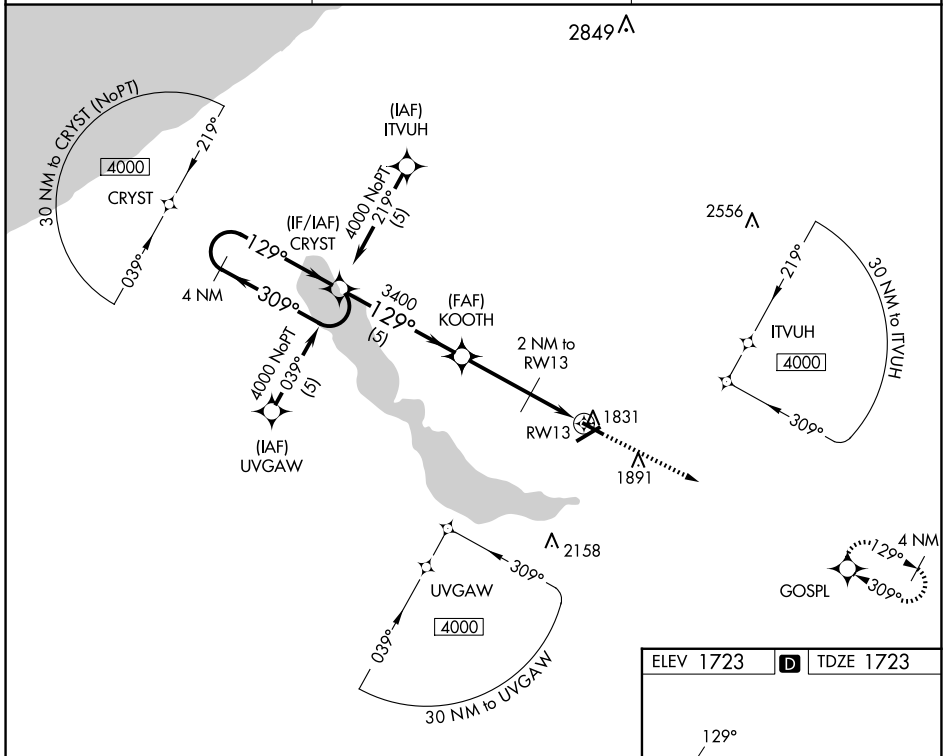 2849
30 NM to CRYST (NoPT)
219°
4000
CRYST
039°
(IAF)
ITVUH
4000 NoPT
219°
(5)
(IF/IAF)
CRYST
129°
4 NM
309°
3400
129°
(5)
(FAF)
KOOTH
2 NM to
RW13
4000 NoPT
039°
(5)
(IAF)
UVGAW
RW13
1831
1891
2556
219°
30 NM to ITVUH
ITVUH
4000
309°
2158
309°
UVGAW
4000
039°
30 NM to UVGAW
4 NM
129°
309°
GOSPL
ELEV 1723 D TDZE 1723
129°